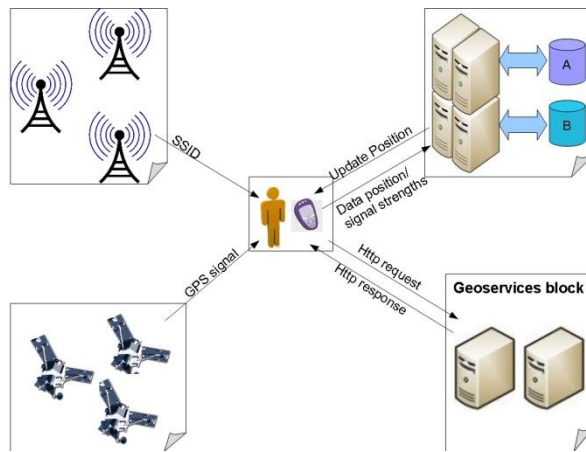 A
B
SSID
Update Position
Data position/
signal strengths
GPS signal
Http request
Http response
Geoservices block